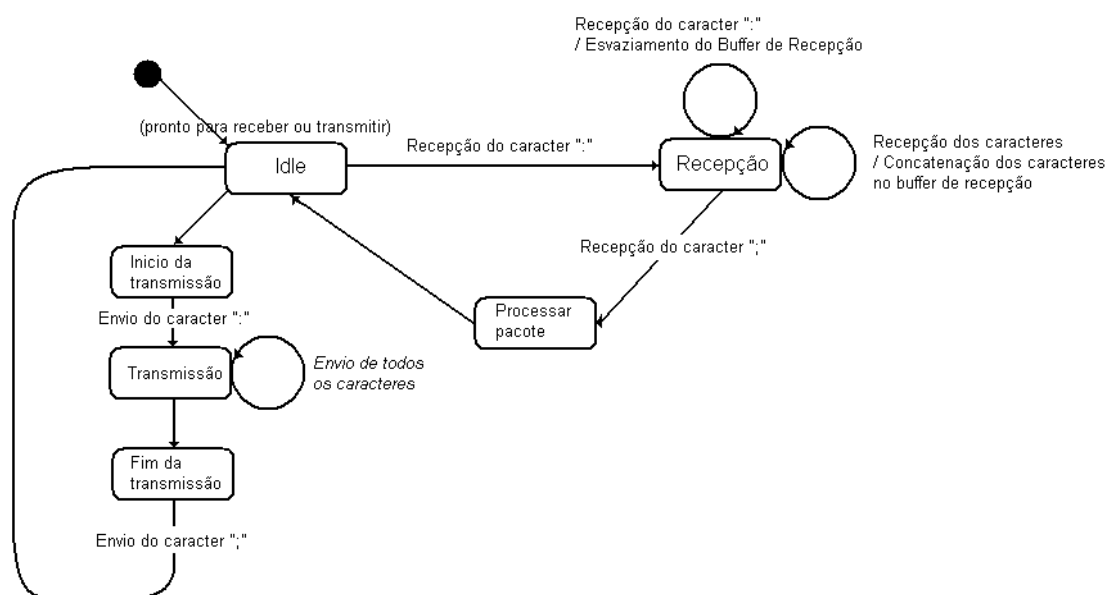 Recepção do caracter ":"
/ Esvaziamento do Buffer de Recepção
(pronto para receber ou transmitir)
Idle
Recepção do caracter ":"
Recepção
Recepção dos caracteres
/ Concatenação dos caracteres
no buffer de recepção
Recepção do caracter ";"
Inicio da
transmissão
Envio do caracter ":"
Processar
pacote
Transmissão
Envio de todos
os caracteres
Fim da
transmissão
Envio do caracter ";"